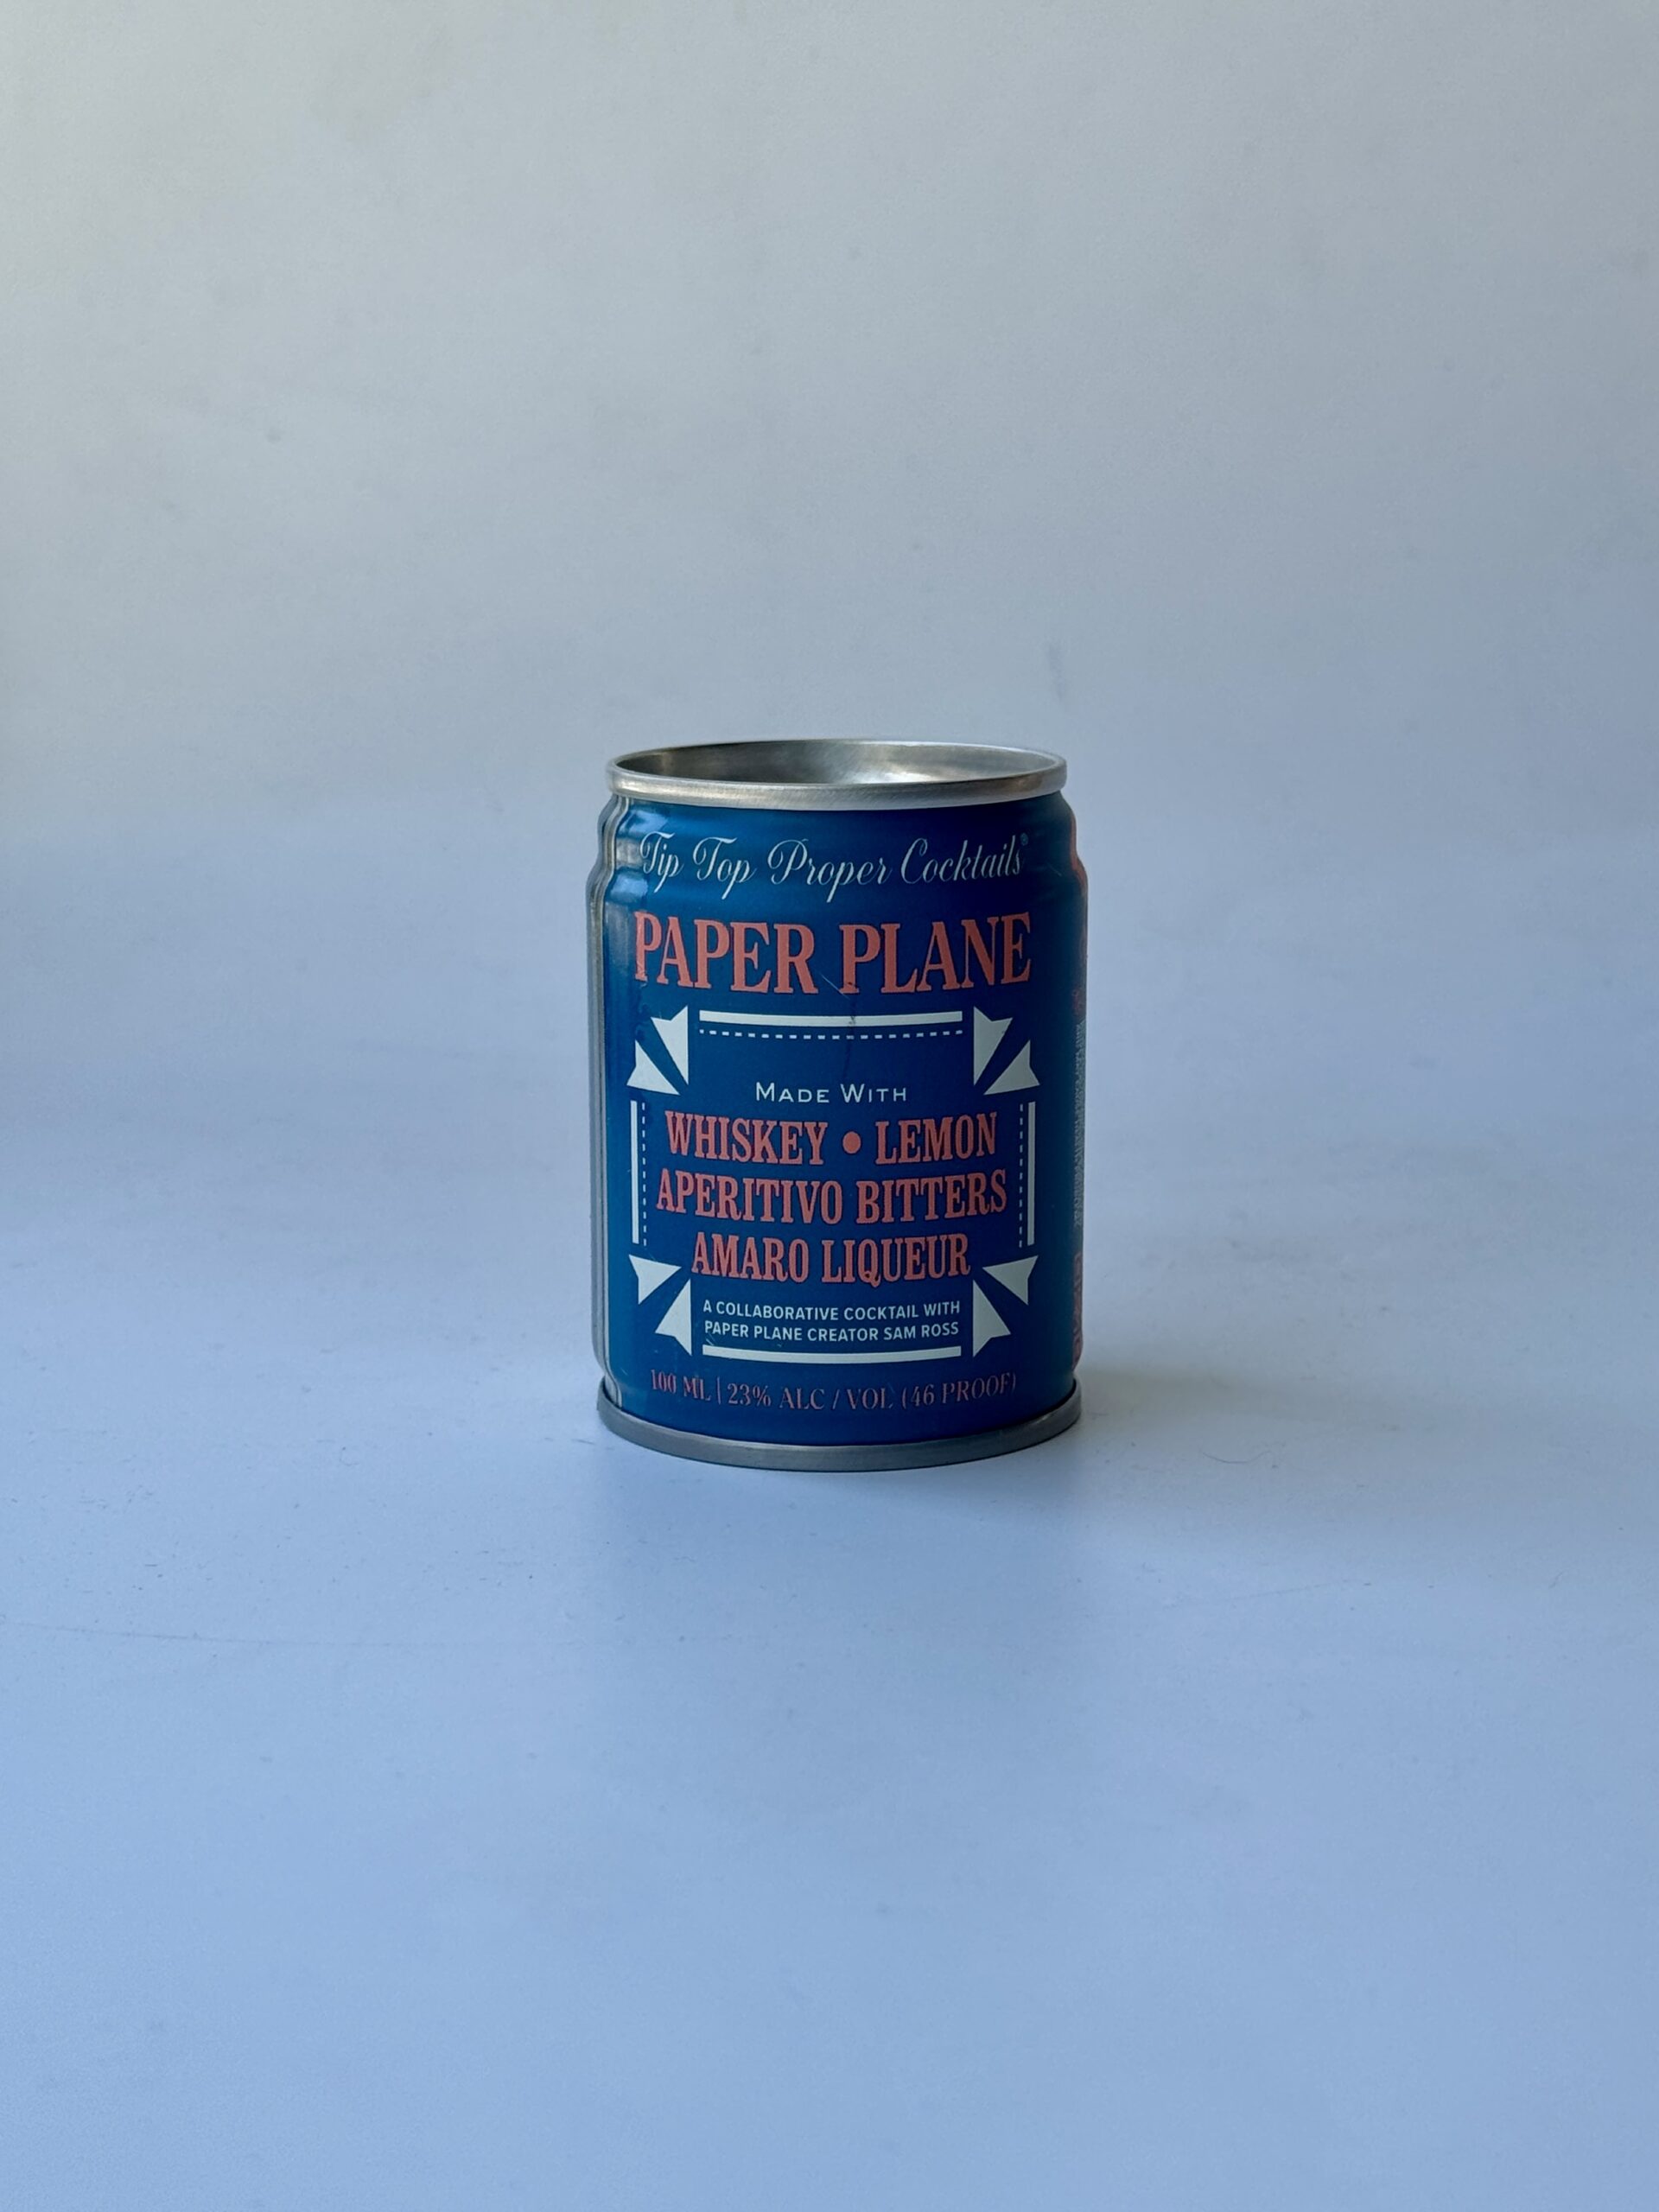 Tip Top Proper Cocktails®
PAPER PLANE
MADE WITH
WHISKEY • LEMON
APERITIVO BITTERS
AMARO LIQUEUR
A COLLABORATIVE COCKTAIL WITH
PAPER PLANE CREATOR SAM ROSS
100 ML | 23% ALC / VOL (46 PROOF)